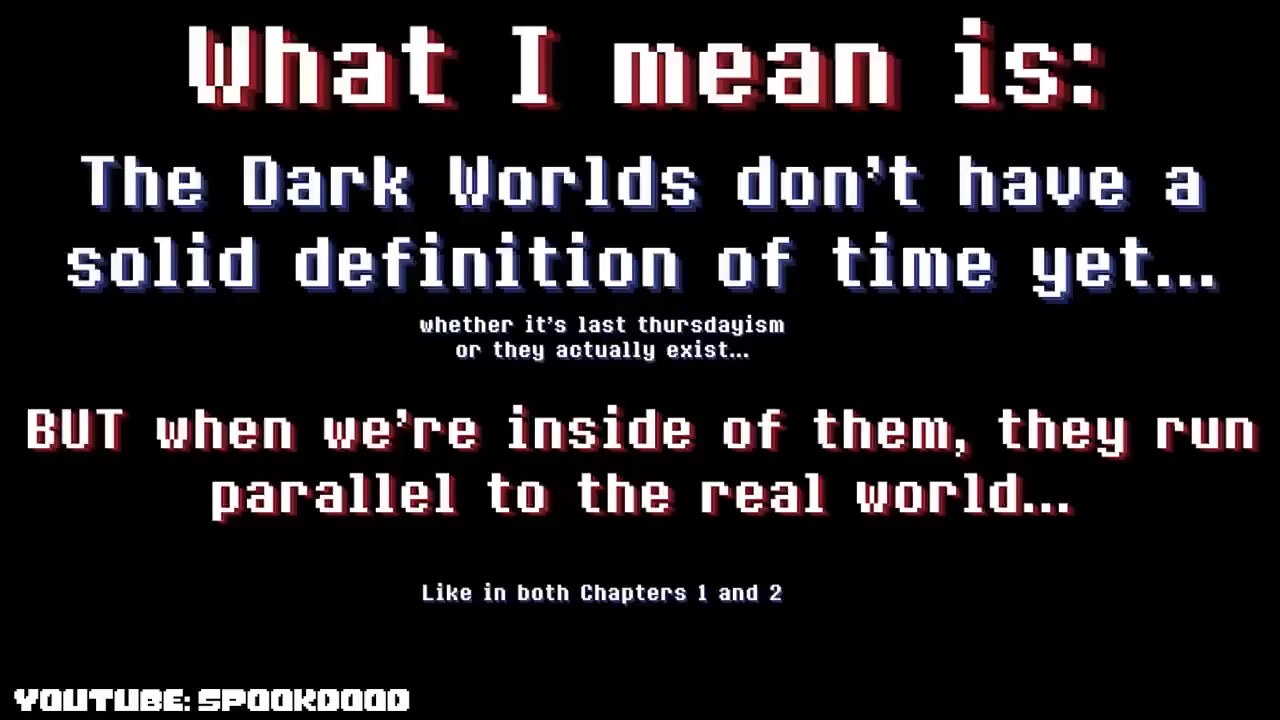 What I mean is:
The Dark Worlds don't have a
solid definition of time yet...
whether it's last thursdayism
or they actually exist...
BUT when we're inside of them, they run
parallel to the real world...
Like in both Chapters 1 and 2
YOUTUBE: SPOOKDOOD